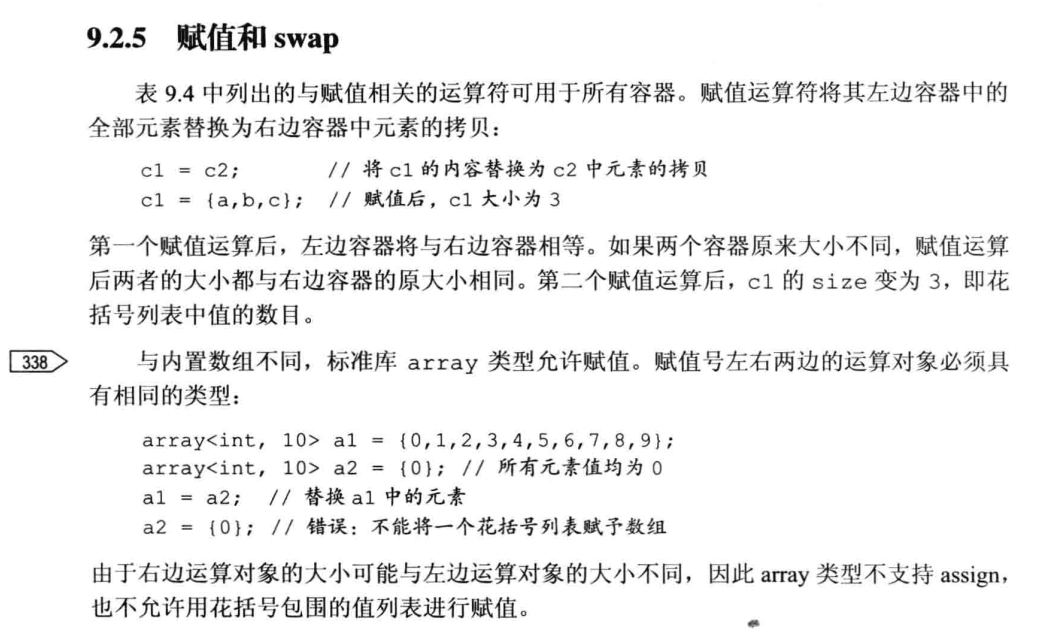 9.2.5 赋值和 swap
表 9.4 中列出的与赋值相关的运算符可用于所有容器。赋值运算符将其左边容器中的
全部元素替换为右边容器中元素的拷贝：
c1 = c2; // 将 c1 的内容替换为 c2 中元素的拷贝
c1 = {a,b,c}; // 赋值后，c1 大小为 3
第一个赋值运算后，左边容器将与右边容器相等。如果两个容器原来大小不同，赋值运算
后两者的大小都与右边容器的原大小相同。第二个赋值运算后，c1 的 size 变为 3，即花
括号列表中值的数目。
338
与内置数组不同，标准库 array 类型允许赋值。赋值号左右两边的运算对象必须具
有相同的类型：
array<int, 10> a1 = {0,1,2,3,4,5,6,7,8,9};
array<int, 10> a2 = {0}; // 所有元素值均为 0
a1 = a2; // 替换 a1 中的元素
a2 = {0}; // 错误：不能将一个花括号列表赋予数组
由于右边运算对象的大小可能与左边运算对象的大小不同，因此 array 类型不支持 assign，
也不允许用花括号包围的值列表进行赋值。